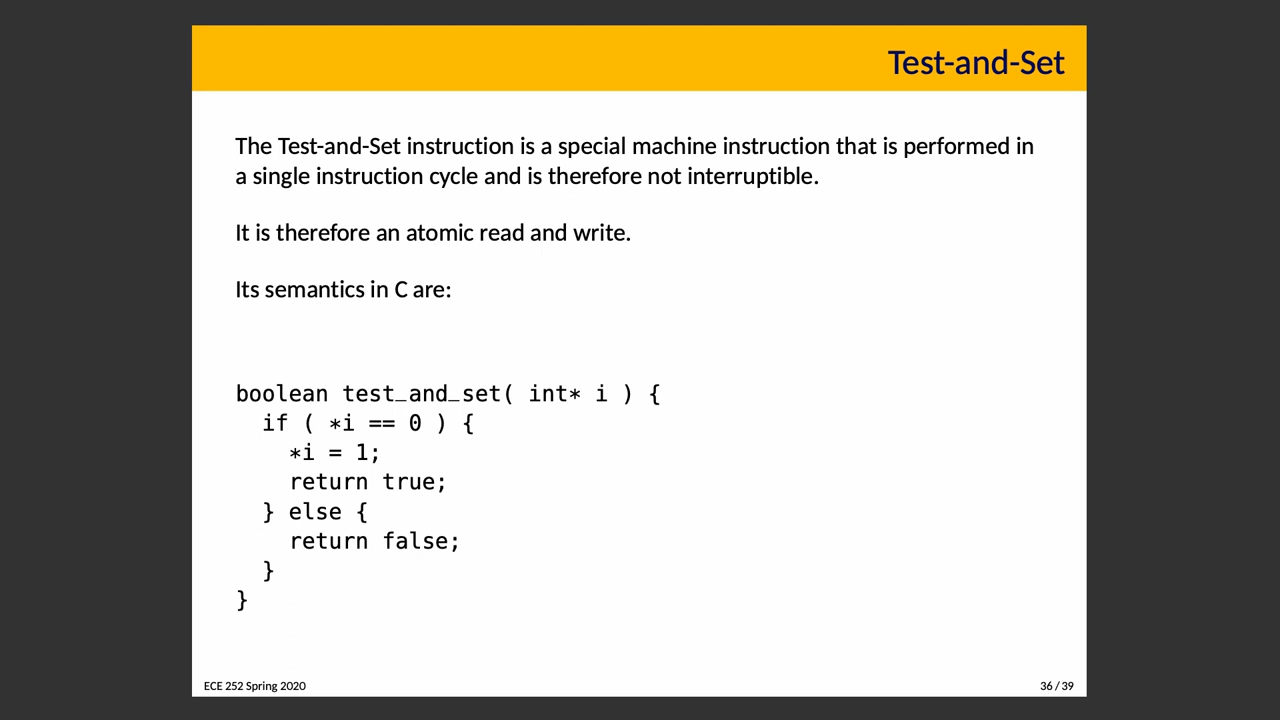 Test-and-Set
The Test-and-Set instruction is a special machine instruction that is performed in
a single instruction cycle and is therefore not interruptible.
It is therefore an atomic read and write.
Its semantics in C are:
boolean test_and_set( int* i ) {
  if ( *i == 0 ) {
    *i = 1;
    return true;
  } else {
    return false;
  }
}
ECE 252 Spring 2020
36 / 39